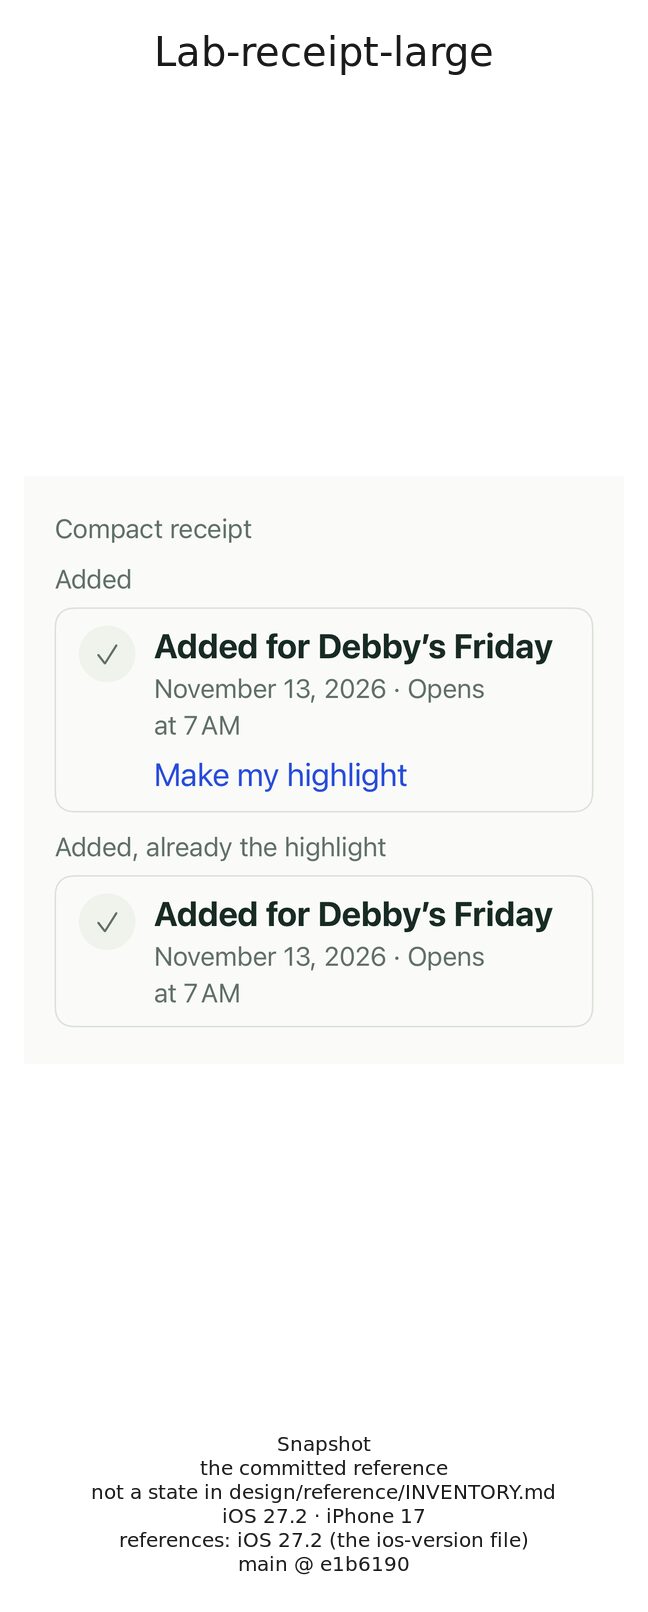 Lab-receipt-large
Compact receipt
Added
Added for Debby’s Friday
November 13, 2026 · Opens
at 7 AM
Make my highlight
Added, already the highlight
Added for Debby’s Friday
November 13, 2026 · Opens
at 7 AM
Snapshot
the committed reference
not a state in design/reference/INVENTORY.md
iOS 27.2 · iPhone 17
references: iOS 27.2 (the ios-version file)
main @ e1b6190